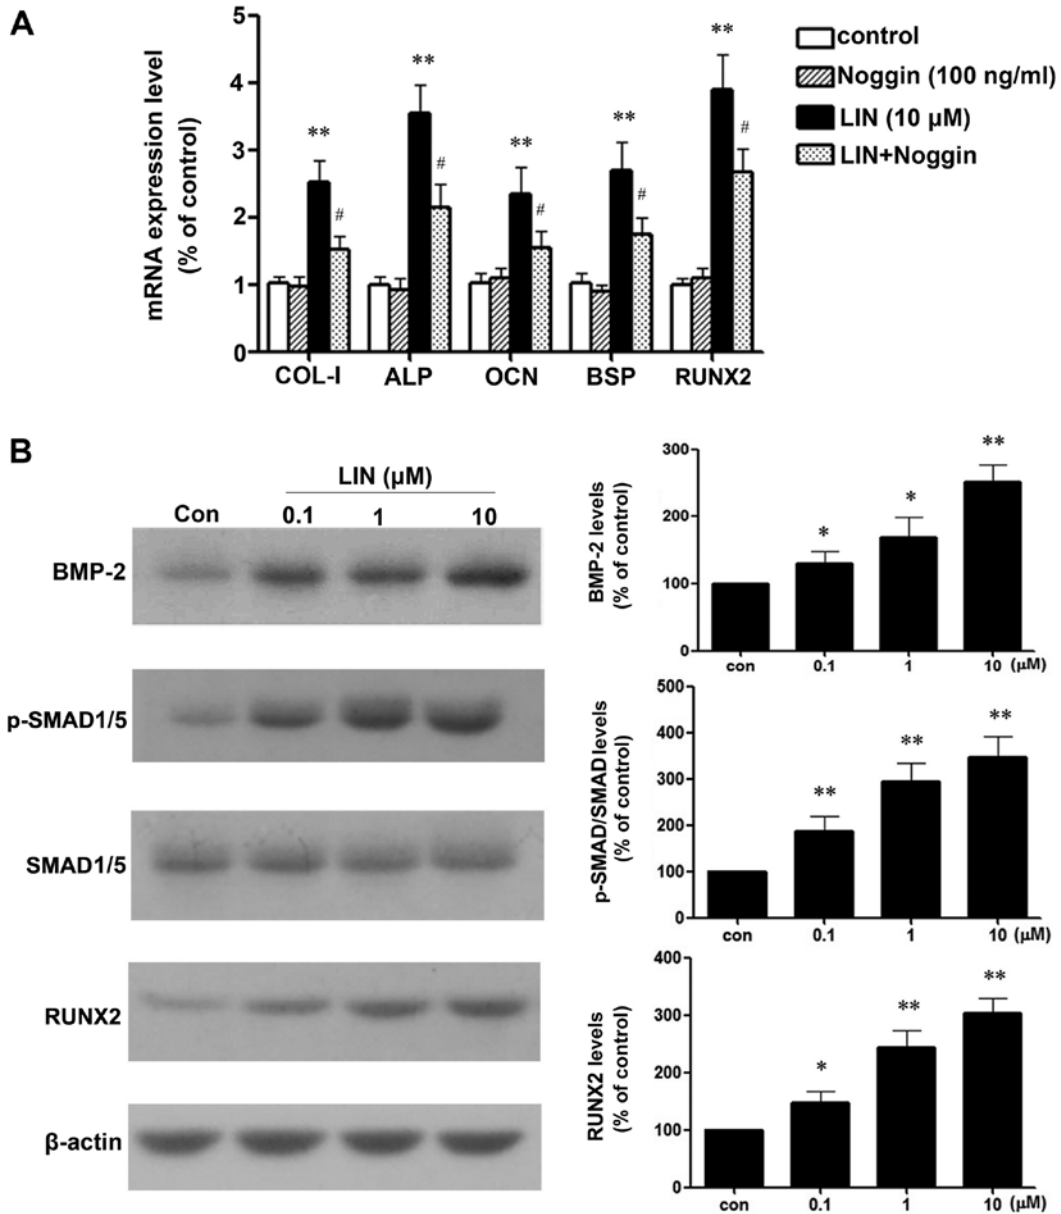 A
mRNA expression level
(% of control)
5
4
3
2
1
0
**
#
**
#
**
#
**
#
**
#
COL-I ALP OCN BSP RUNX2
control
Noggin (100 ng/ml)
LIN (10 μM)
LIN+Noggin
B
LIN (μM)
Con 0.1 1 10
BMP-2
p-SMAD1/5
SMAD1/5
RUNX2
β-actin
BMP-2 levels
(% of control)
300
200
100
0
*
*
**
con 0.1 1 10 (μM)
p-SMAD/SMAD levels
(% of control)
500
400
300
200
100
0
**
**
**
con 0.1 1 10 (μM)
RUNX2 levels
(% of control)
400
300
200
100
0
*
**
**
con 0.1 1 10 (μM)